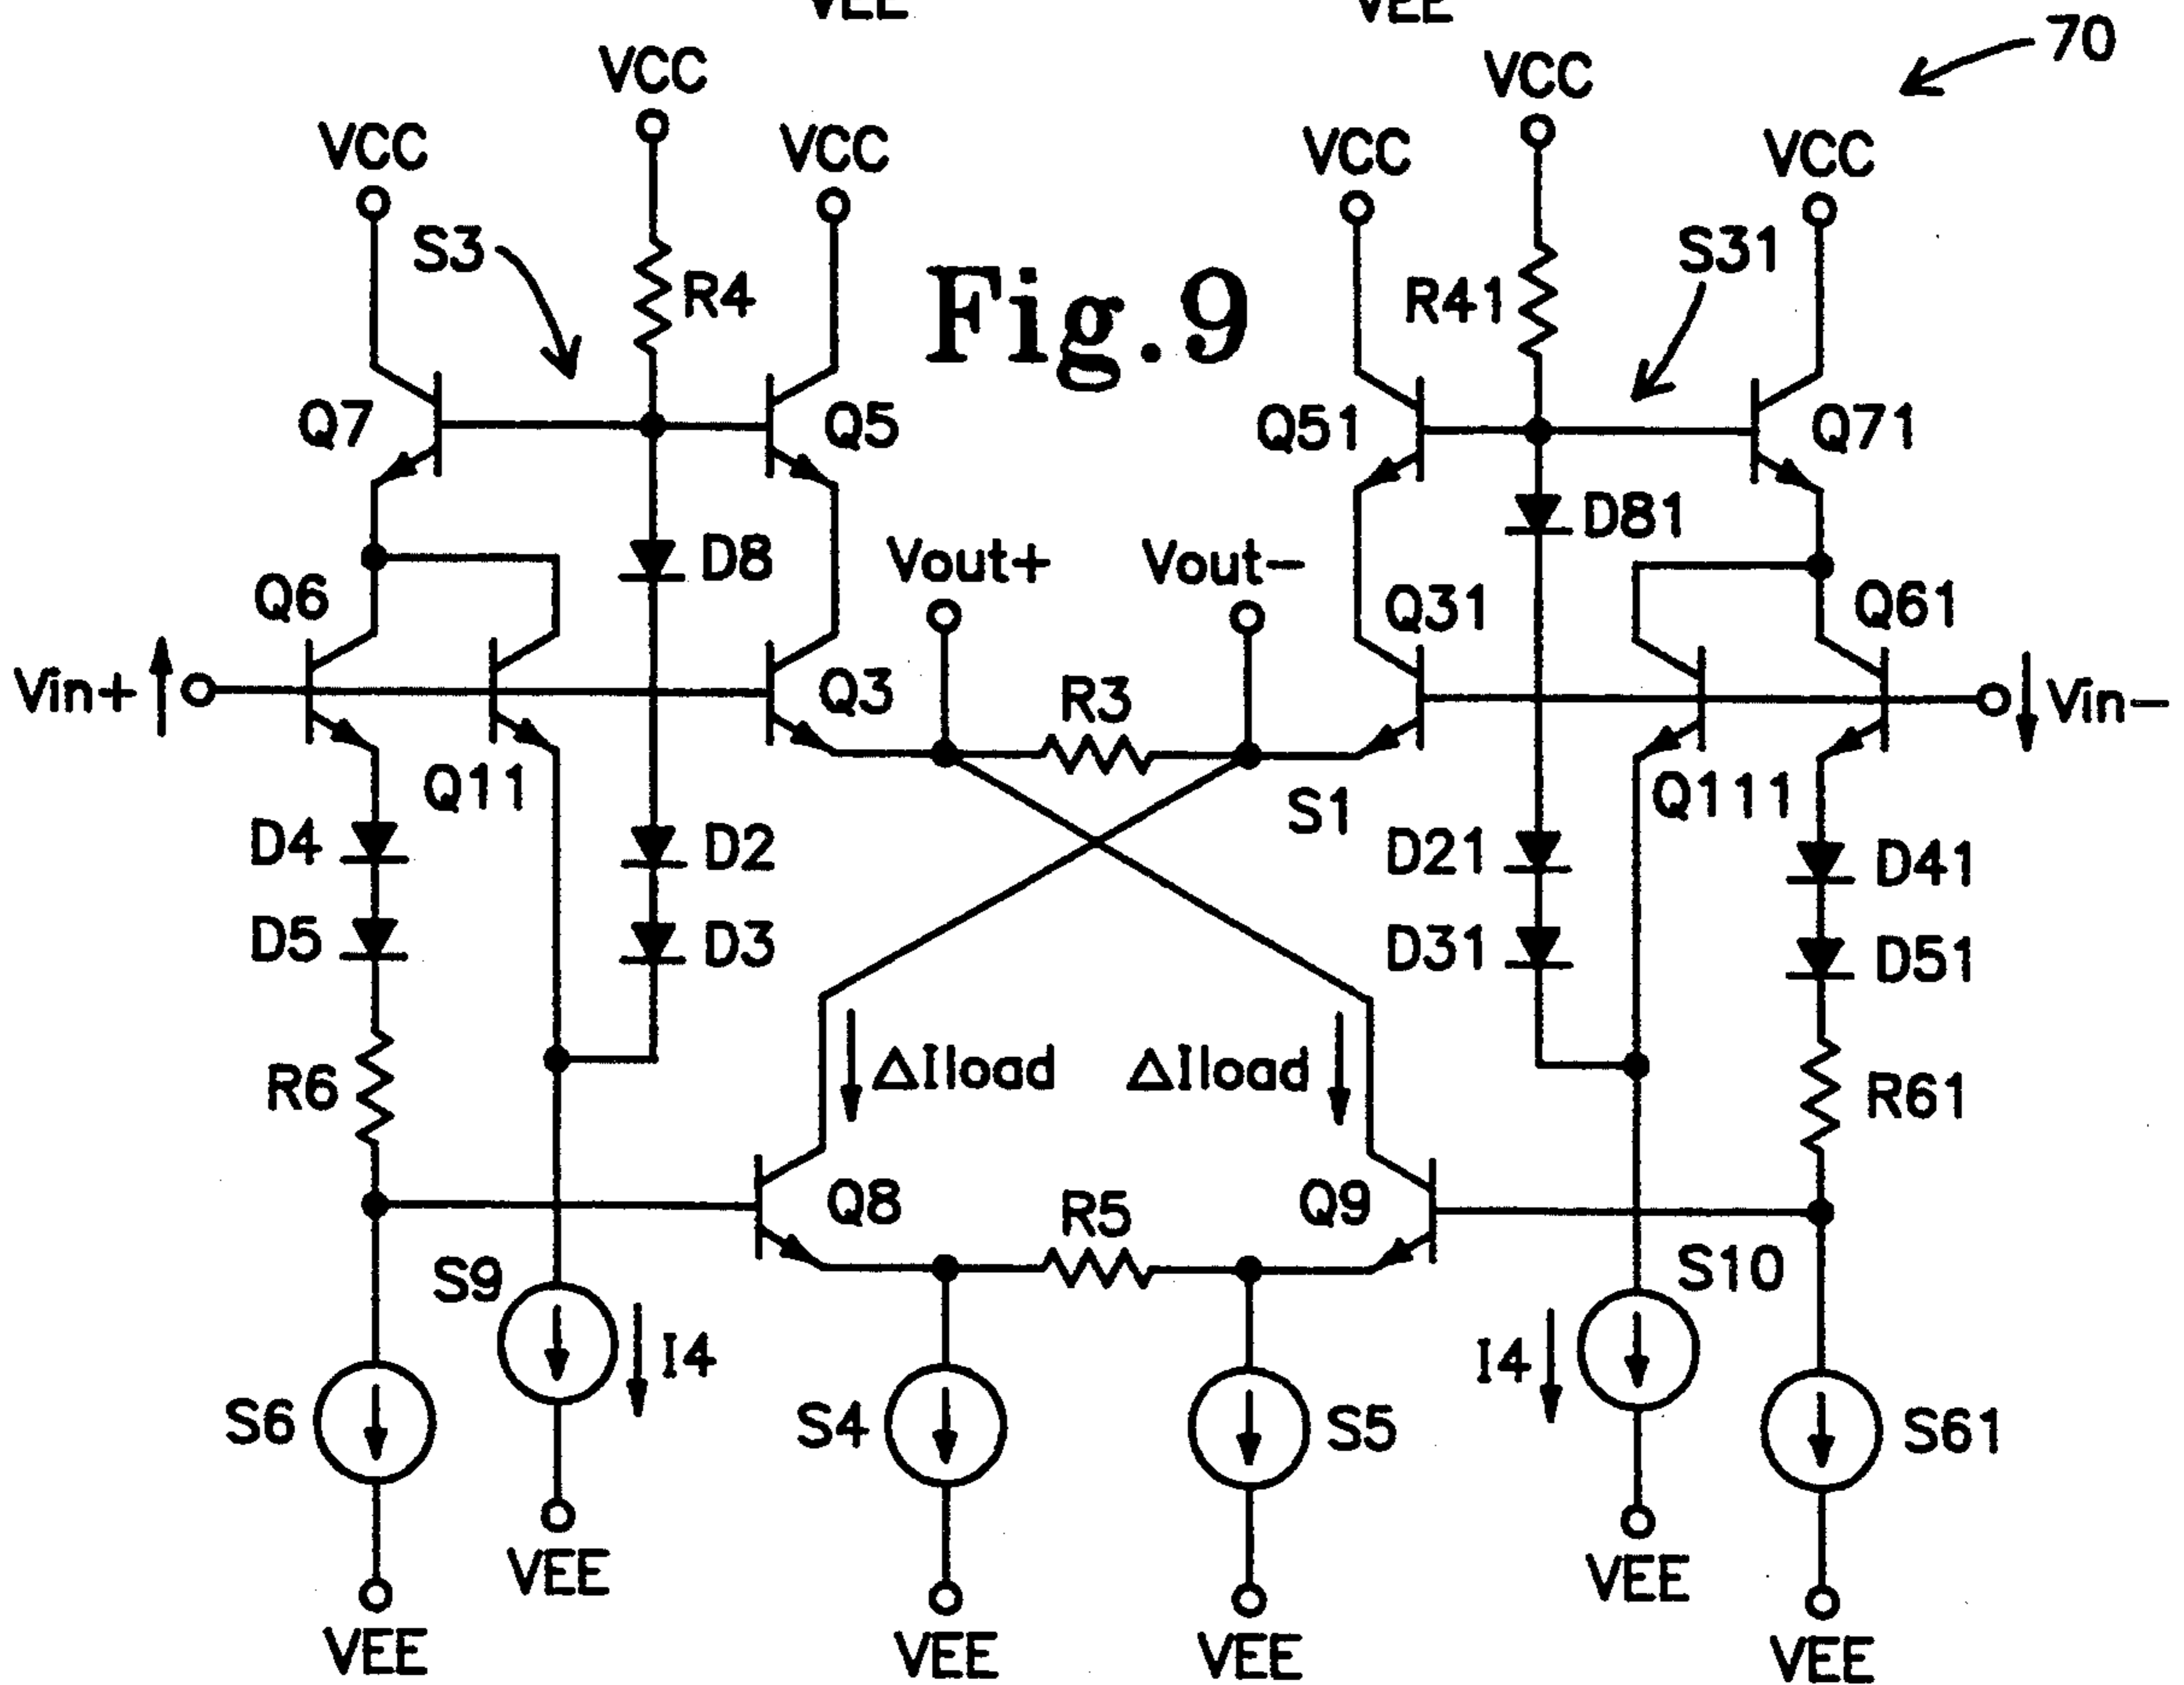 VEE VEE
70
VCC VCC
VCC VCC VCC VCC
S3 S31
R4 Fig.9 R41
Q7 Q5 Q51 Q71
D8 D81
Vout+ Vout-
Q6 Q31 Q61
Vin+ Q3 R3 Vin-
Q11 S1 Q111
D4 D2 D21 D41
D5 D3 D31 D51
R6 ΔIload ΔIload R61
Q8 R5 Q9
S9 S10
I4 I4
S6 S4 S5 S61
VEE VEE
VEE VEE VEE VEE